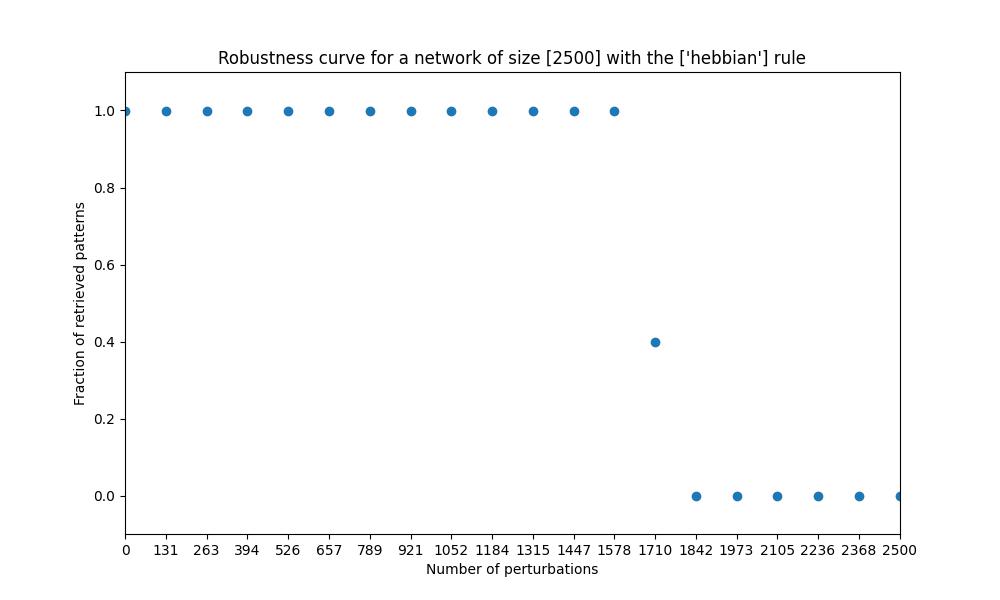 Robustness curve for a network of size [2500] with the ['hebbian'] rule
Fraction of retrieved patterns
1.0
0.8
0.6
0.4
0.2
0.0
0 131 263 394 526 657 789 921 1052 1184 1315 1447 1578 1710 1842 1973 2105 2236 2368 2500
Number of perturbations